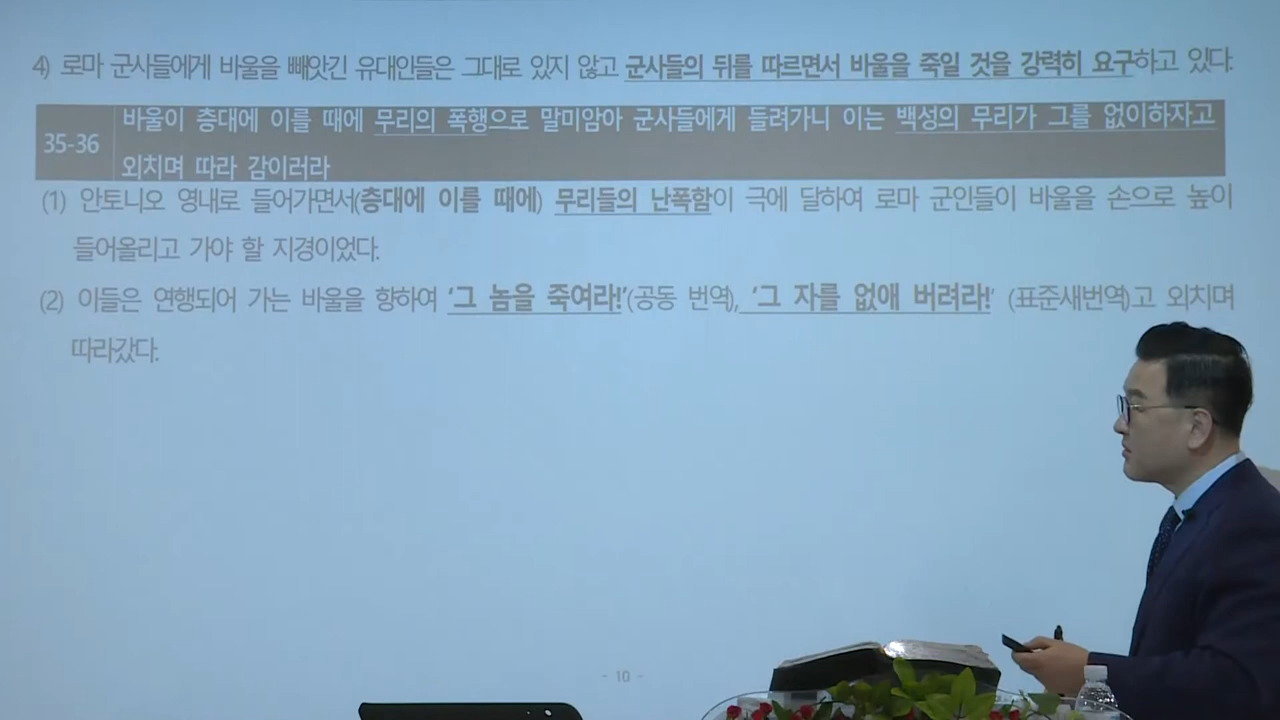 4) 로마 군사들에게 바울을 빼앗긴 유대인들은 그대로 있지 않고 군사들의 뒤를 따르면서 바울을 죽일 것을 강력히 요구하고 있다.
35-36 바울이 층대에 이를 때에 무리의 폭행으로 말미암아 군사들에게 들려가니 이는 백성의 무리가 그를 없이하자고
외치며 따라 감이러라
(1) 안토니오 영내로 들어가면서(층대에 이를 때에) 무리들의 난폭함이 극에 달하여 로마 군인들이 바울을 손으로 높이
들어올리고 가야 할 지경이었다.
(2) 이들은 연행되어 가는 바울을 향하여 '그 놈을 죽여라!'(공동 번역), '그 자를 없애 버려라!' (표준새번역)고 외치며
따라갔다.
- 10 -